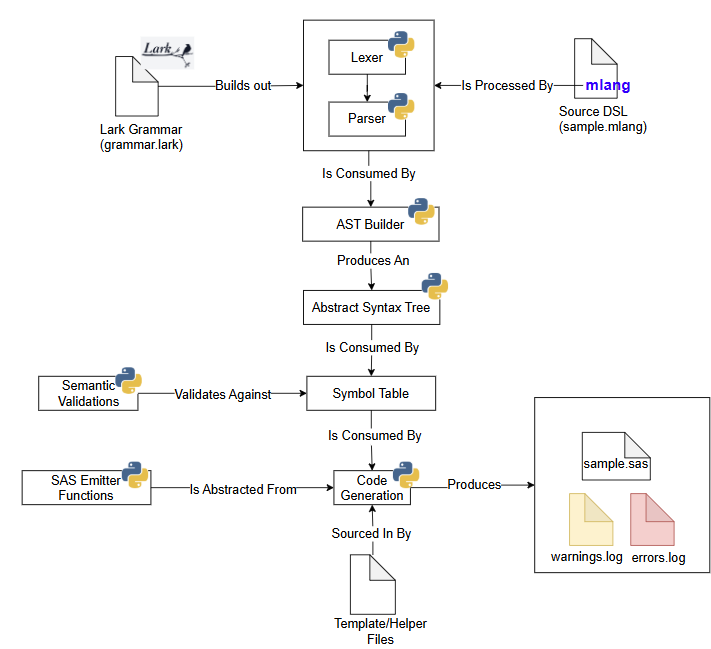 Lark
Lexer
Builds out
Is Processed By
mlang
Parser
Lark Grammar
(grammar.lark)
Source DSL
(sample.mlang)
Is Consumed By
AST Builder
Produces An
Abstract Syntax Tree
Is Consumed By
Semantic
Validations
Validates Against
Symbol Table
Is Consumed By
SAS Emitter
Functions
Is Abstracted From
Code
Generation
Produces
sample.sas
warnings.log
errors.log
Sourced In By
Template/Helper
Files